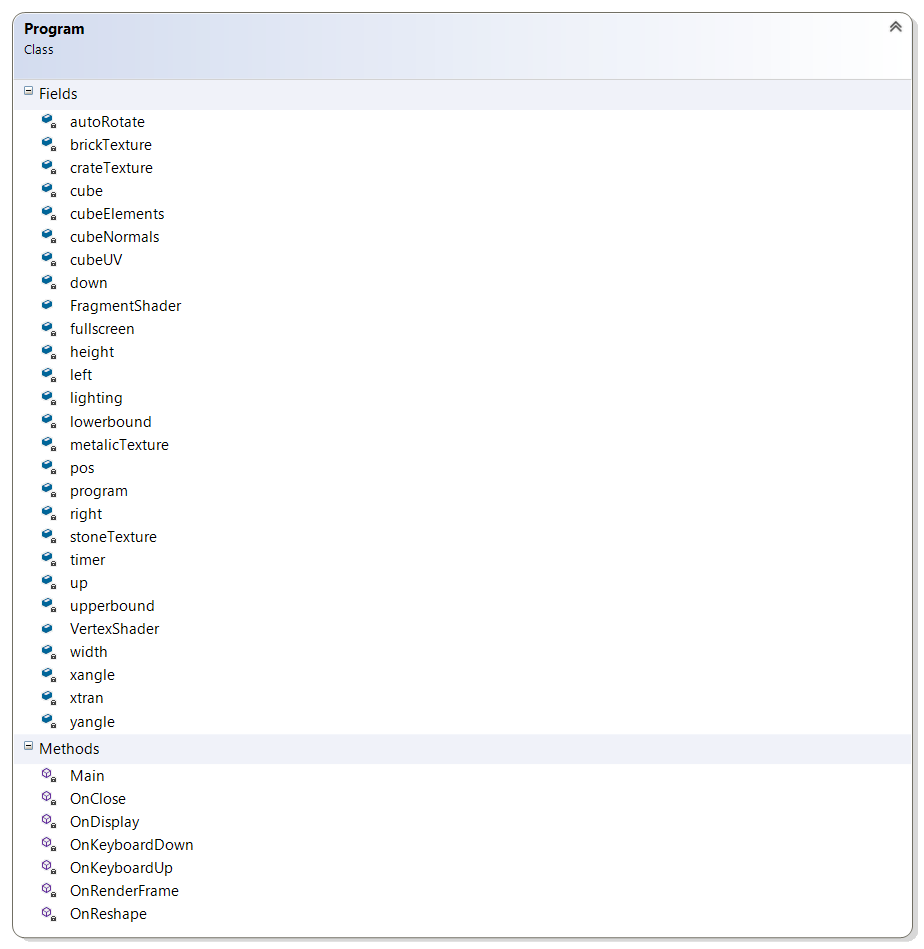 Program
Class
Fields
autoRotate
brickTexture
crateTexture
cube
cubeElements
cubeNormals
cubeUV
down
FragmentShader
fullscreen
height
left
lighting
lowerbound
metalicTexture
pos
program
right
stoneTexture
timer
up
upperbound
VertexShader
width
xangle
xtran
yangle
Methods
Main
OnClose
OnDisplay
OnKeyboardDown
OnKeyboardUp
OnRenderFrame
OnReshape